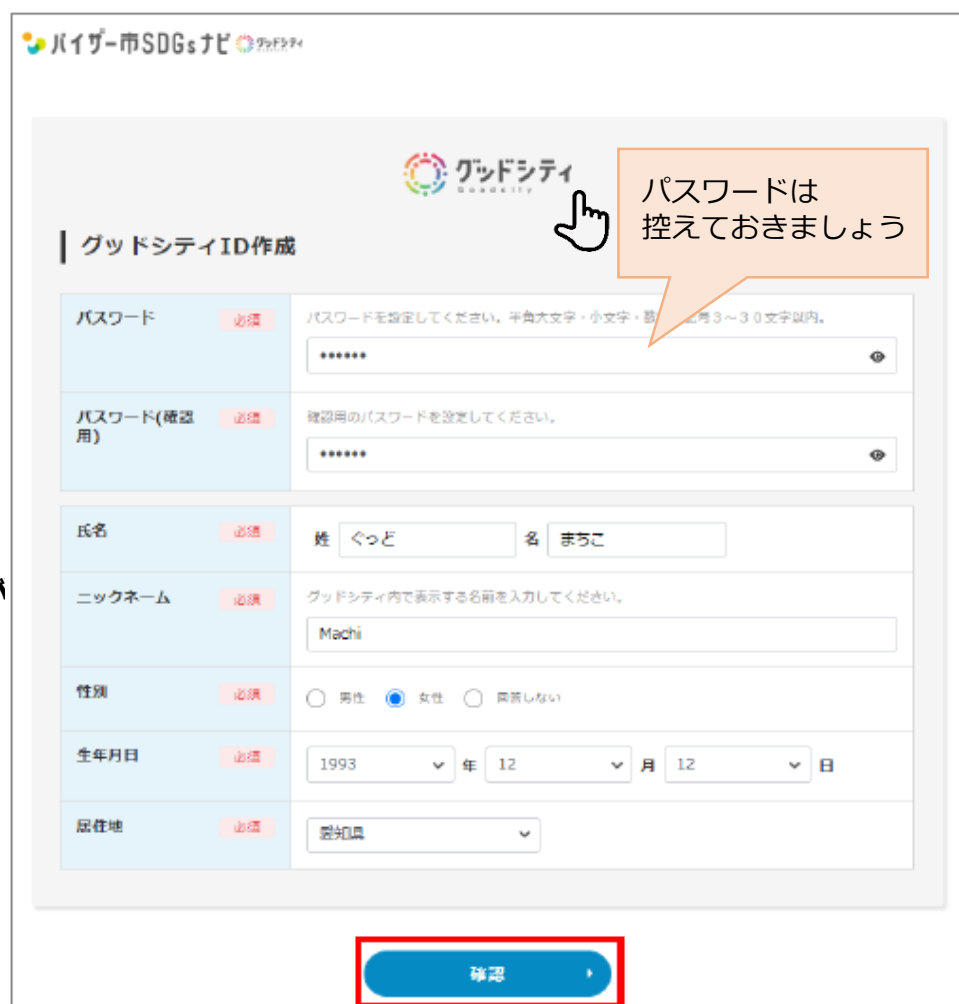 バイザー市SDGsナビ グッドシティ
グッドシティ
Goodcity
パスワードは
控えておきましょう
グッドシティID作成
パスワード 必須
パスワードを設定してください。半角大文字・小文字・数 記号3～30文字以内。
••••••
パスワード(確認用) 必須
確認用のパスワードを設定してください。
••••••
氏名 必須 姓 ぐっど 名 まちこ
ニックネーム 必須
グッドシティ内で表示する名前を入力してください。
Machi
性別 必須 男性 女性 回答しない
生年月日 必須 1993 年 12 月 12 日
居住地 必須 愛知県
確認